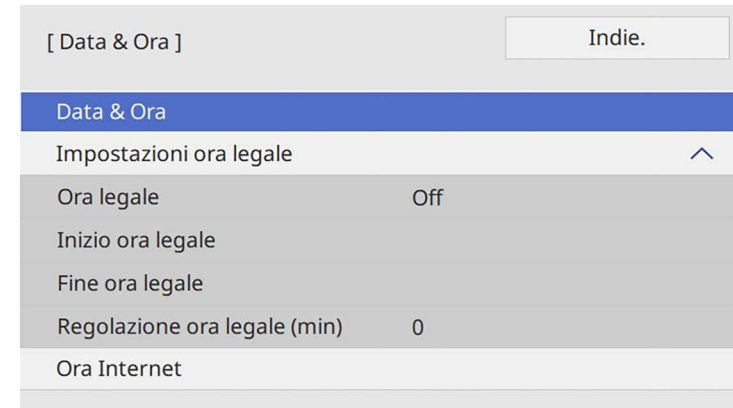 [ Data & Ora ]
Indie.
Data & Ora
Impostazioni ora legale
Ora legale Off
Inizio ora legale
Fine ora legale
Regolazione ora legale (min) 0
Ora Internet